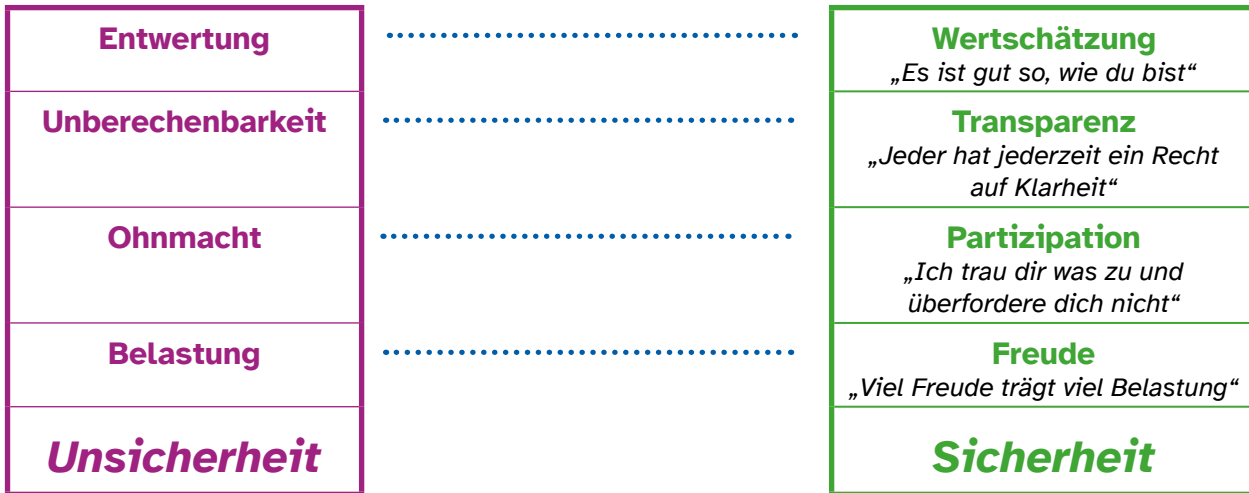 Entwertung
Wertschätzung
„Es ist gut so, wie du bist“
Unberechenbarkeit
Transparenz
„Jeder hat jederzeit ein Recht
auf Klarheit“
Ohnmacht
Partizipation
„Ich trau dir was zu und
überfordere dich nicht“
Belastung
Freude
„Viel Freude trägt viel Belastung“
Unsicherheit
Sicherheit